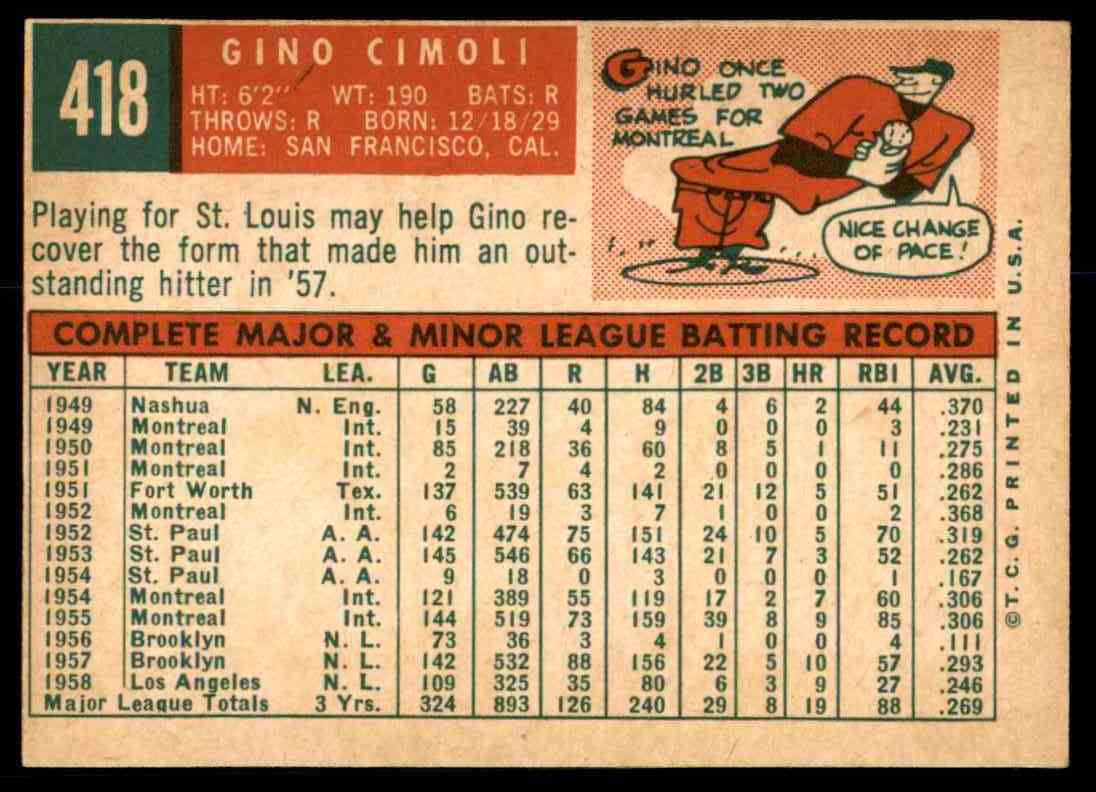 418
GINO CIMOLI
HT: 6'2" WT: 190 BATS: R
THROWS: R BORN: 12/18/29
HOME: SAN FRANCISCO, CAL.
GINO ONCE
HURLED TWO
GAMES FOR
MONTREAL
NICE CHANGE
OF PACE!
Playing for St. Louis may help Gino re-
cover the form that made him an out-
standing hitter in '57.
COMPLETE MAJOR & MINOR LEAGUE BATTING RECORD
YEAR TEAM LEA. G AB R H 2B 3B HR RBI AVG.
1949 Nashua N. Eng. 58 227 40 84 4 6 2 44 .370
1949 Montreal Int. 15 39 4 9 0 0 0 3 .231
1950 Montreal Int. 85 218 36 60 8 5 1 11 .275
1951 Montreal Int. 2 7 4 2 0 0 0 0 .286
1951 Fort Worth Tex. 137 539 63 141 21 12 5 51 .262
1952 Montreal Int. 6 19 3 7 1 0 0 2 .368
1952 St. Paul A. A. 142 474 75 151 24 10 5 70 .319
1953 St. Paul A. A. 145 546 66 143 21 7 3 52 .262
1954 St. Paul A. A. 9 18 0 3 0 0 0 1 .167
1954 Montreal Int. 121 389 55 119 17 2 7 60 .306
1955 Montreal Int. 144 519 73 159 39 8 9 85 .306
1956 Brooklyn N. L. 73 36 3 4 1 0 0 4 .111
1957 Brooklyn N. L. 142 532 88 156 22 5 10 57 .293
1958 Los Angeles N. L. 109 325 35 80 6 3 9 27 .246
Major League Totals 3 Yrs. 324 893 126 240 29 8 19 88 .269
©T. C. G. PRINTED IN U.S.A.